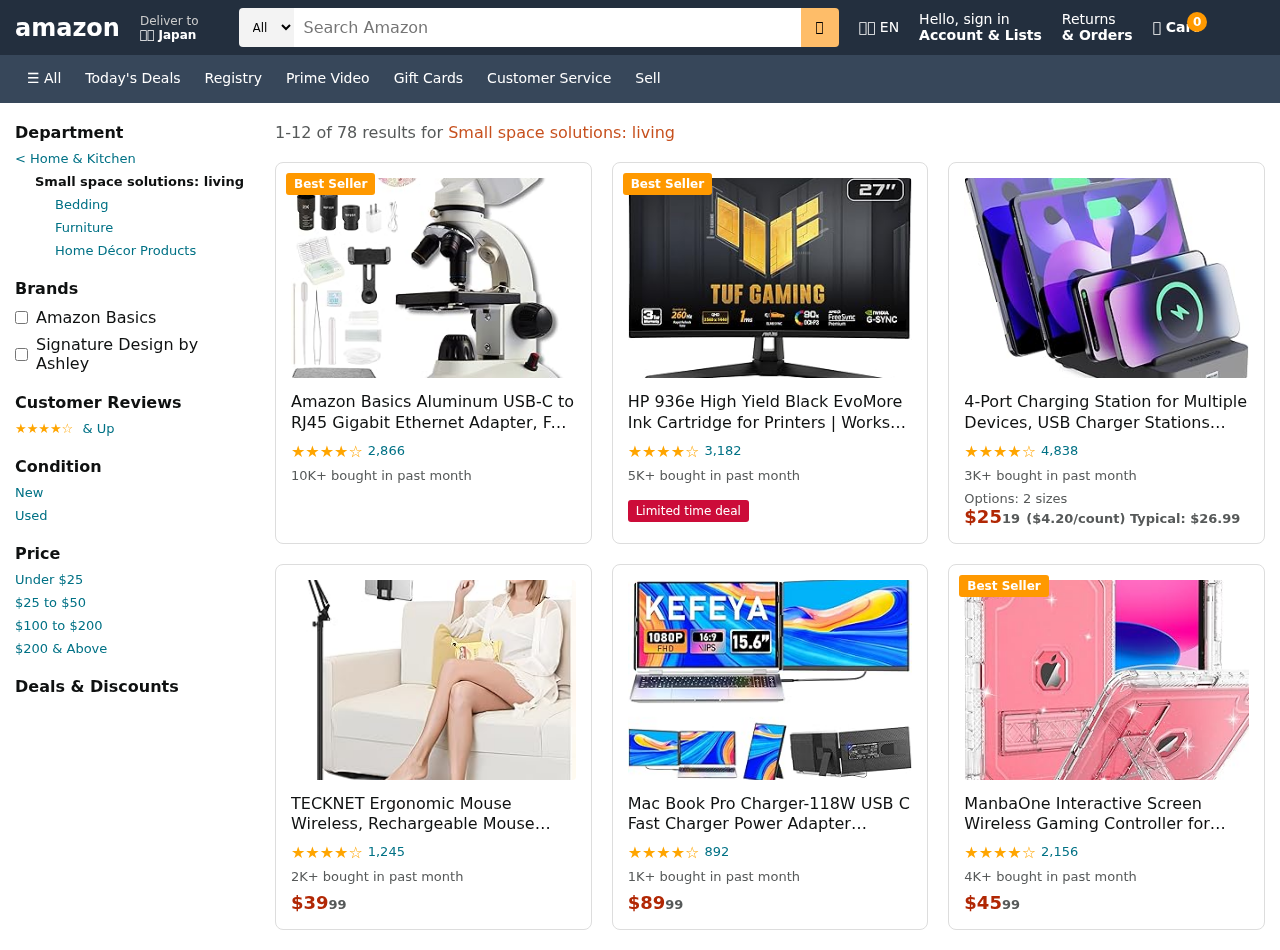 amazon
Deliver to
Japan
All
Search Amazon
EN
Hello, sign in
Account & Lists
Returns
& Orders
0
☰ All
Today's Deals
Registry
Prime Video
Gift Cards
Customer Service
Sell
Department
< Home & Kitchen
Small space solutions: living
Bedding
Furniture
Home Décor Products
Brands
Amazon Basics
Signature Design by
Ashley
Customer Reviews
★★★★☆ & Up
Condition
New
Used
Price
Under $25
$25 to $50
$100 to $200
$200 & Above
Deals & Discounts
1-12 of 78 results for Small space solutions: living
Best Seller
Amazon Basics Aluminum USB-C to
RJ45 Gigabit Ethernet Adapter, F…
★★★★☆ 2,866
10K+ bought in past month
Best Seller
27"
TUF GAMING
HP 936e High Yield Black EvoMore
Ink Cartridge for Printers | Works…
★★★★☆ 3,182
5K+ bought in past month
Limited time deal
4-Port Charging Station for Multiple
Devices, USB Charger Stations…
★★★★☆ 4,838
3K+ bought in past month
Options: 2 sizes
$25 19 ($4.20/count) Typical: $26.99
TECKNET Ergonomic Mouse
Wireless, Rechargeable Mouse…
★★★★☆ 1,245
2K+ bought in past month
$39 99
KEFEYA
1080P
FHD
16:9
IPS
15.6"
Mac Book Pro Charger-118W USB C
Fast Charger Power Adapter…
★★★★☆ 892
1K+ bought in past month
$89 99
Best Seller
ManbaOne Interactive Screen
Wireless Gaming Controller for…
★★★★☆ 2,156
4K+ bought in past month
$45 99